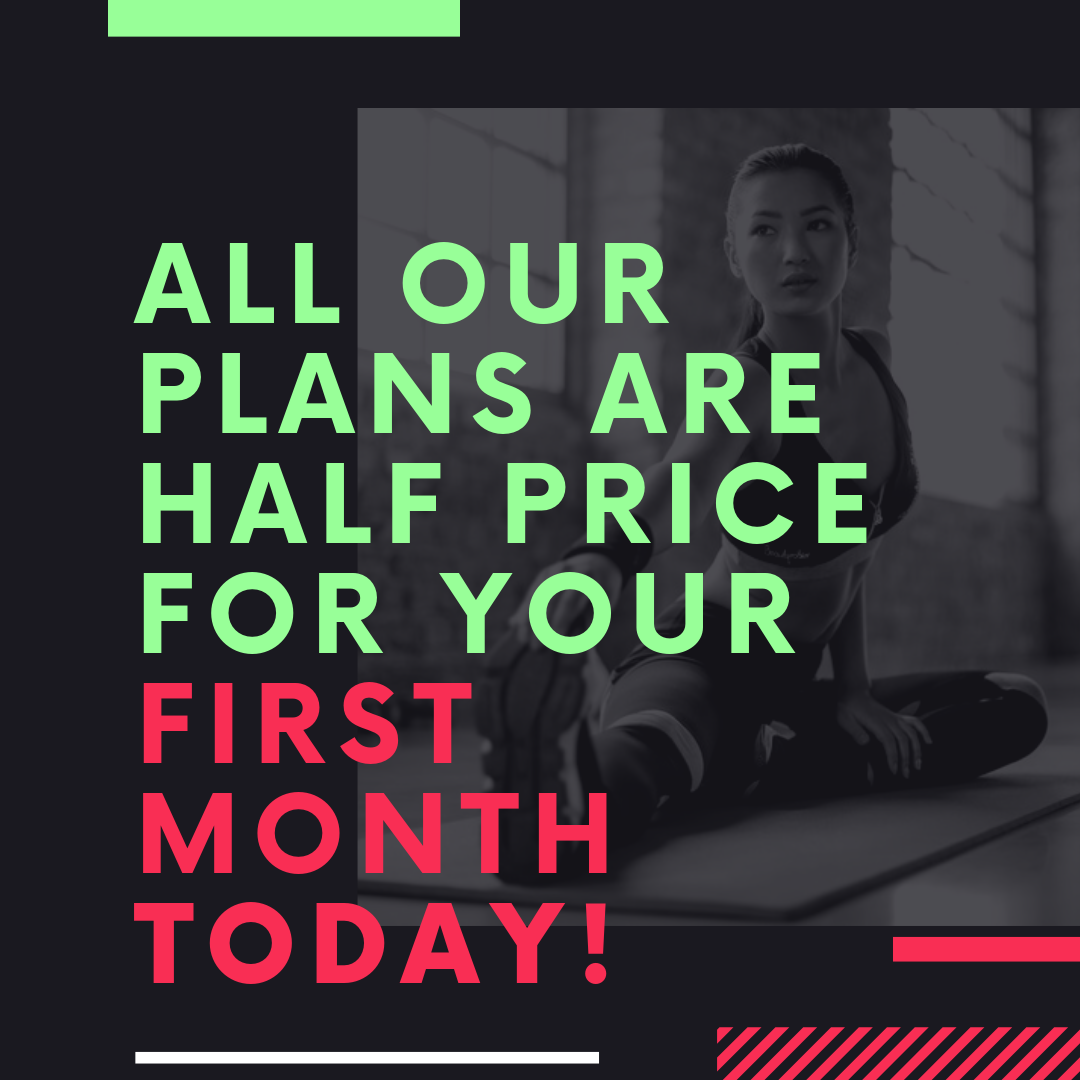 ALL OUR
PLANS ARE
HALF PRICE
FOR YOUR
FIRST
MONTH
TODAY!